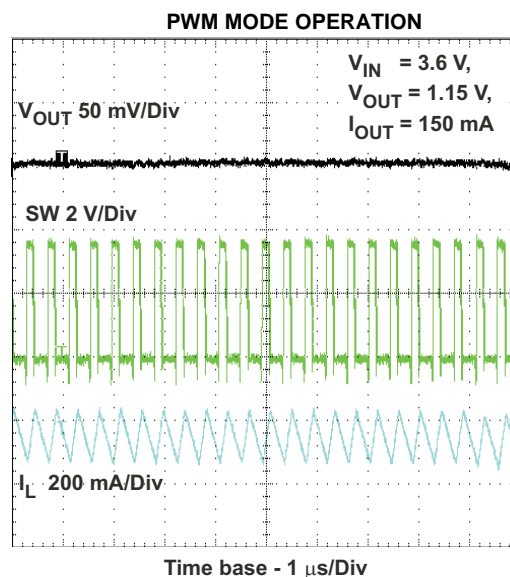 PWM MODE OPERATION
V_IN = 3.6 V,
V_OUT = 1.15 V,
I_OUT = 150 mA
V_OUT 50 mV/Div
T
SW 2 V/Div
I_L 200 mA/Div
Time base - 1 μs/Div